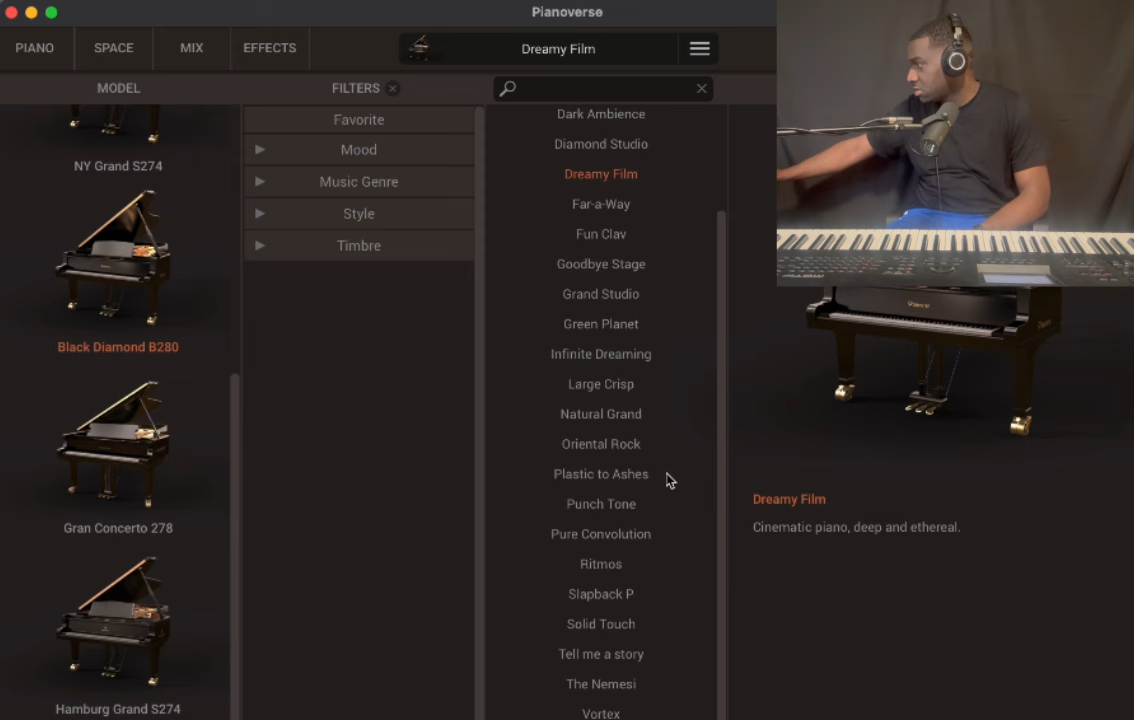 Pianoverse
PIANO
SPACE
MIX
EFFECTS
Dreamy Film
MODEL
FILTERS
NY Grand S274
Black Diamond B280
Gran Concerto 278
Hamburg Grand S274
Favorite
Mood
Music Genre
Style
Timbre
Dark Ambience
Diamond Studio
Dreamy Film
Far-a-Way
Fun Clav
Goodbye Stage
Grand Studio
Green Planet
Infinite Dreaming
Large Crisp
Natural Grand
Oriental Rock
Plastic to Ashes
Punch Tone
Pure Convolution
Ritmos
Slapback P
Solid Touch
Tell me a story
The Nemesi
Vortex
Dreamy Film
Cinematic piano, deep and ethereal.